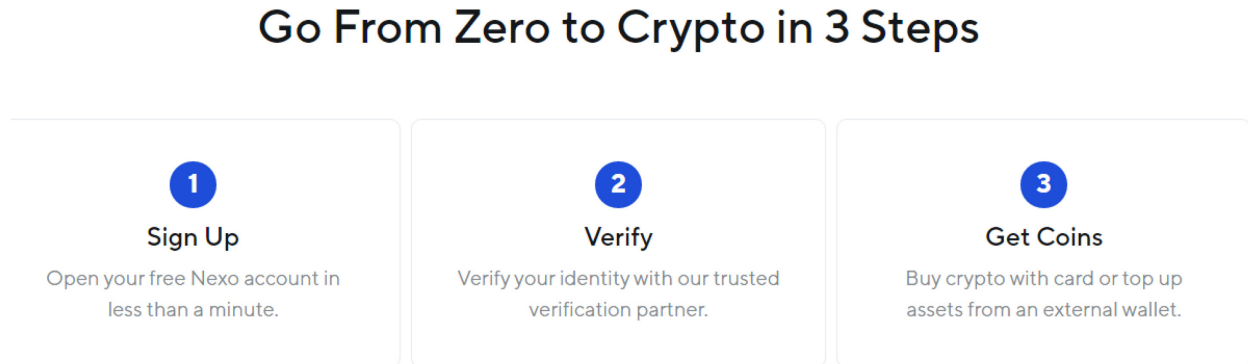 Go From Zero to Crypto in 3 Steps
1
Sign Up
Open your free Nexo account in
less than a minute.
2
Verify
Verify your identity with our trusted
verification partner.
3
Get Coins
Buy crypto with card or top up
assets from an external wallet.